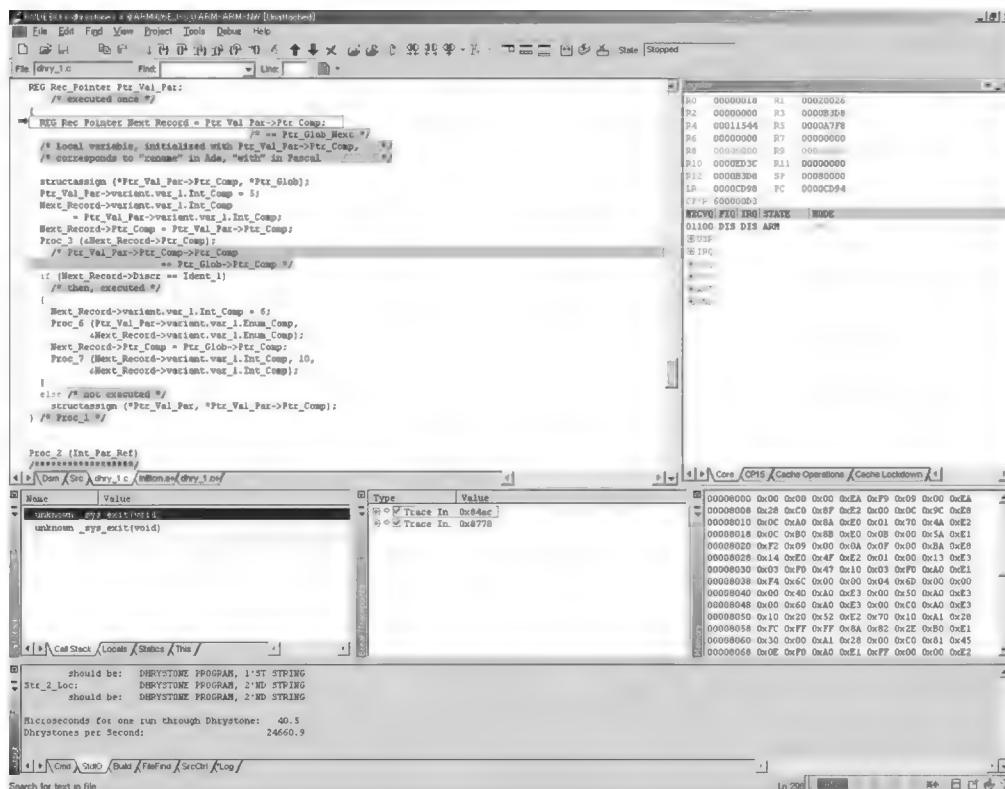 File Edit Find View Project Tools Debug Help
State Stopped
File dhry_1.c Find: Line:
REG Rec_Pointer Ptr_Val_Par;
/* executed once */
{
REG Rec_Pointer Next_Record = Ptr_Val_Par->Ptr_Comp;
/* == Ptr_Glob_Next */
/* Local variable, initialized with Ptr_Val_Par->Ptr_Comp, */
/* corresponds to "rename" in Ada, "with" in Pascal */
structassign (*Ptr_Val_Par->Ptr_Comp, *Ptr_Glob);
Ptr_Val_Par->variant.var_1.Int_Comp = 5;
Next_Record->variant.var_1.Int_Comp
= Ptr_Val_Par->variant.var_1.Int_Comp;
Next_Record->Ptr_Comp = Ptr_Val_Par->Ptr_Comp;
Proc_3 (&Next_Record->Ptr_Comp);
/* Ptr_Val_Par->Ptr_Comp->Ptr_Comp
== Ptr_Glob->Ptr_Comp */
if (Next_Record->Discr == Ident_1)
/* then, executed */
{
Next_Record->variant.var_1.Int_Comp = 6;
Proc_6 (Ptr_Val_Par->variant.var_1.Enum_Comp,
&Next_Record->variant.var_1.Enum_Comp);
Next_Record->Ptr_Comp = Ptr_Glob->Ptr_Comp;
Proc_7 (Next_Record->variant.var_1.Int_Comp, 10,
&Next_Record->variant.var_1.Int_Comp);
}
else /* not executed */
structassign (*Ptr_Val_Par, *Ptr_Val_Par->Ptr_Comp);
} /* Proc_1 */
Proc_2 (Int_Par_Ref)
/******************/
Dsm Src dhry_1.c
R0 00000018 R1 00020026
R2 00000000 R3 0000B3D8
R4 00011544 R5 0000A7F8
R6 00000000 R7 00000000
R8 R9
R10 0000ED3C R11 00000000
R12 0000B3D8 SP 00080000
LR 0000CD98 PC 0000CD94
CPSR 600000D3
NZCVQ FIQ IRQ STATE MODE
01100 DIS DIS ARM
USR
IRQ
Core CP15 Cache Operations Cache Lockdown
Name Value
unknown _sys_exit(void)
unknown _sys_exit(void)
Call Stack Locals Statics This
Type Value
Trace In 0x84ac
Trace In 0x8778
00008000 0x00 0x00 0x00 0xEA 0xF9 0x09 0x00 0xEA
00008008 0x28 0xC0 0x8F 0xE2 0x00 0x0C 0x9C 0xE8
00008010 0x0C 0xA0 0x8A 0xE0 0x01 0x70 0x4A 0xE2
00008018 0x0C 0xB0 0x8B 0xE0 0x0B 0x00 0x5A 0xE1
00008020 0xF2 0x09 0x00 0x0A 0x0F 0x00 0xBA 0xE8
00008028 0x14 0xE0 0x4F 0xE2 0x01 0x00 0x13 0xE3
00008030 0x03 0xF0 0x47 0x10 0x03 0xF0 0xA0 0xE1
00008038 0xF4 0x6C 0x00 0x00 0x04 0x6D 0x00 0x00
00008040 0x00 0x40 0xA0 0xE3 0x00 0x50 0xA0 0xE3
00008048 0x00 0x60 0xA0 0xE3 0x00 0xC0 0xA0 0xE3
00008050 0x10 0x20 0x52 0xE2 0x70 0x10 0xA1 0x28
00008058 0xFC 0xFF 0xFF 0x8A 0x82 0x2E 0xB0 0xE1
00008060 0x30 0x00 0xA1 0x28 0x00 0xC0 0x81 0x45
00008068 0x0E 0xF0 0xA0 0xE1 0xFF 0x00 0x00 0xE2
should be: DHRYSTONE PROGRAM, 1'ST STRING
Str_2_Loc: DHRYSTONE PROGRAM, 2'ND STRING
should be: DHRYSTONE PROGRAM, 2'ND STRING
Microseconds for one run through Dhrystone: 40.5
Dhrystones per Second: 24660.9
Cmd StdIO Build FileFind SrcCtrl Log
Search for text in file